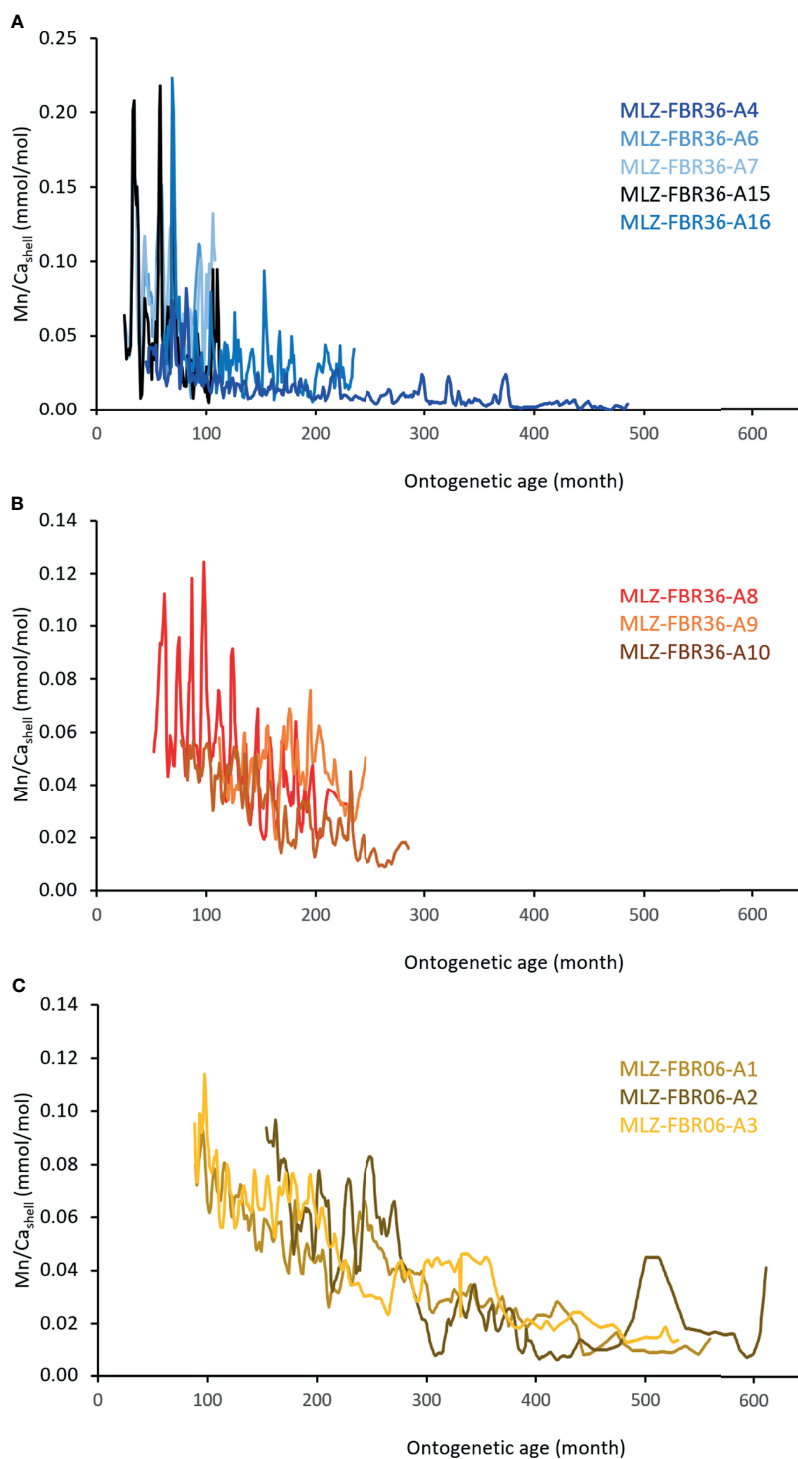 A
Mn/Ca shell (mmol/mol)
0.25
0.20
0.15
0.10
0.05
0.00
MLZ-FBR36-A4
MLZ-FBR36-A6
MLZ-FBR36-A7
MLZ-FBR36-A15
MLZ-FBR36-A16
0 100 200 300 400 500 600
Ontogenetic age (month)
B
Mn/Ca shell (mmol/mol)
0.14
0.12
0.10
0.08
0.06
0.04
0.02
0.00
MLZ-FBR36-A8
MLZ-FBR36-A9
MLZ-FBR36-A10
0 100 200 300 400 500 600
Ontogenetic age (month)
C
Mn/Ca shell (mmol/mol)
0.14
0.12
0.10
0.08
0.06
0.04
0.02
0.00
MLZ-FBR06-A1
MLZ-FBR06-A2
MLZ-FBR06-A3
0 100 200 300 400 500 600
Ontogenetic age (month)